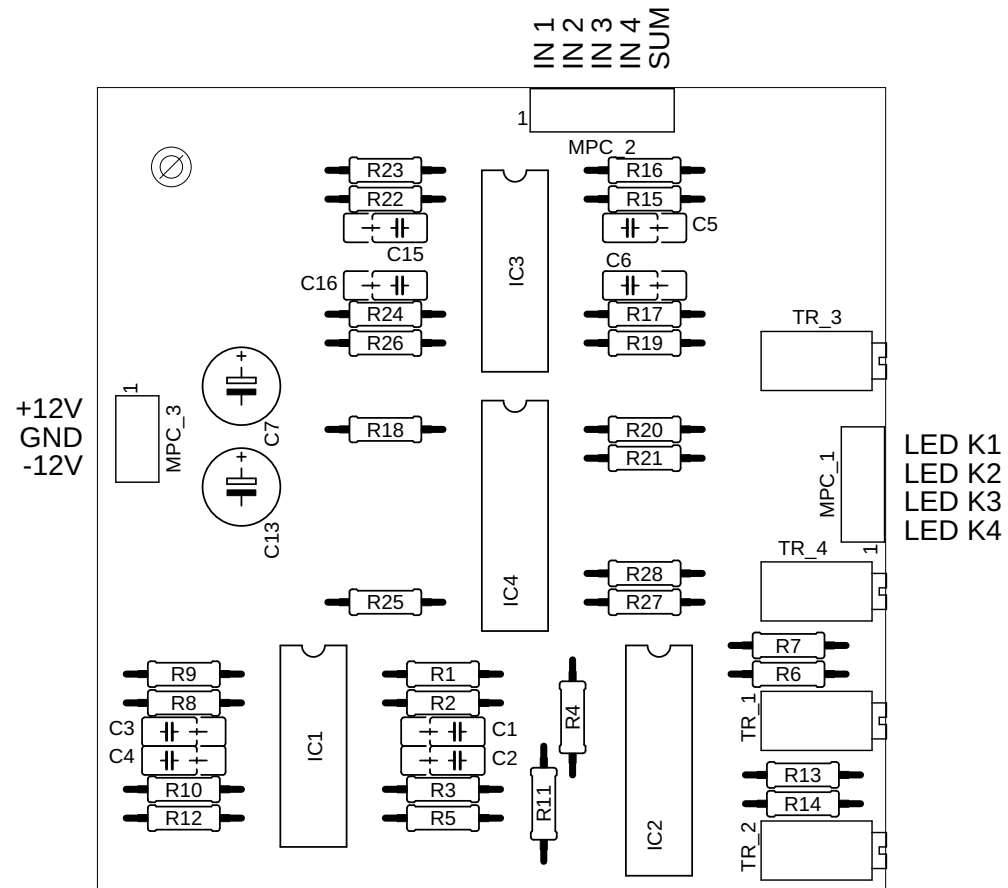 IN 1
IN 2
IN 3
IN 4
SUM
1
MPC_2
R23
R16
R22
R15
C5
C15
C6
C16
IC3
R24
R17
TR_3
R26
R19
1
+
+12V
GND
-12V
MPC_3
C7
R18
R20
R21
MPC_1
LED K1
LED K2
LED K3
LED K4
+
C13
1
TR_4
R28
IC4
R25
R27
R7
R9
R1
R6
R8
R2
R4
TR_1
C3
C1
IC1
C4
C2
R13
R10
R3
R11
R14
R12
R5
IC2
TR_2